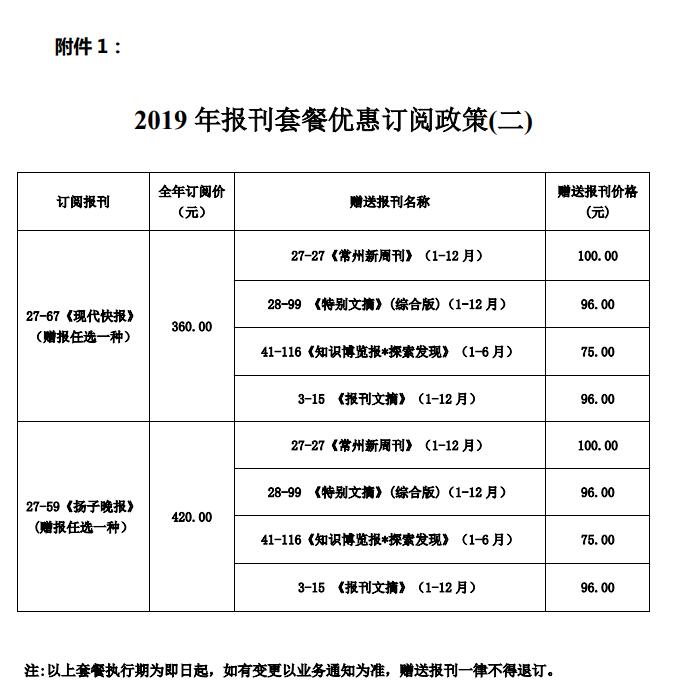 附件 1：
2019 年报刊套餐优惠订阅政策(二)
订阅报刊
全年订阅价
（元）
赠送报刊名称
赠送报刊价格
(元)
27-67《现代快报》
（赠报任选一种）
360.00
27-27《常州新周刊》（1-12 月）
100.00
28-99 《特别文摘》(综合版)（1-12 月）
96.00
41-116《知识博览报*探索发现》（1-6 月）
75.00
3-15 《报刊文摘》（1-12 月）
96.00
27-59《扬子晚报》
(赠报任选一种）
420.00
27-27《常州新周刊》（1-12 月）
100.00
28-99 《特别文摘》(综合版)（1-12 月）
96.00
41-116《知识博览报*探索发现》（1-6 月）
75.00
3-15 《报刊文摘》（1-12 月）
96.00
注:以上套餐执行期为即日起，如有变更以业务通知为准，赠送报刊一律不得退订。